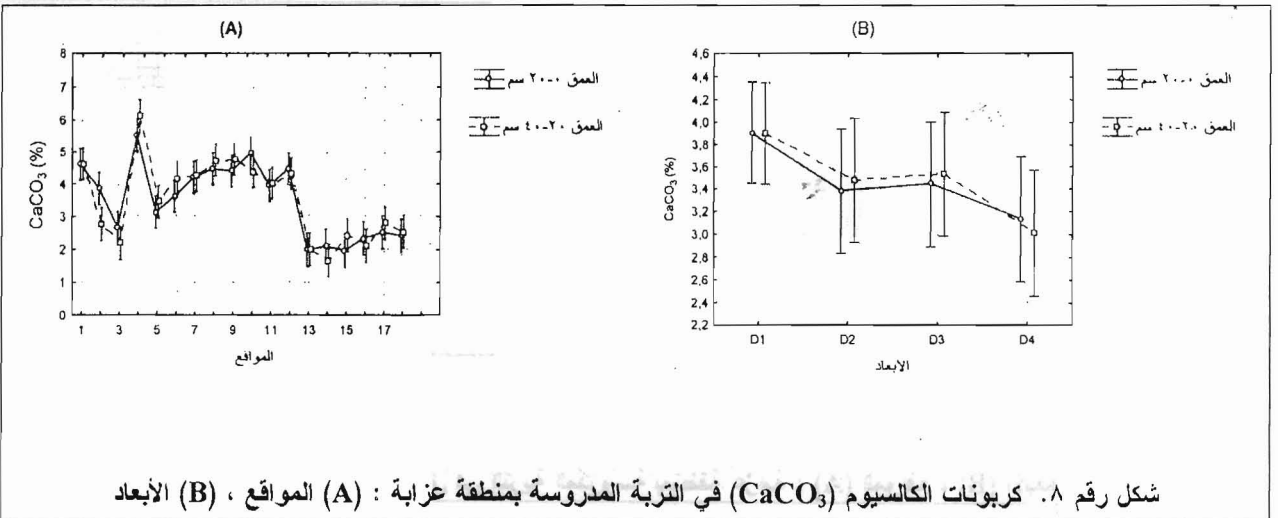 (A)
8
7
6
5
4
3
2
1
0
CaCO₃ (%)
1 3 5 7 9 11 13 15 17
المواقع
العمق ٠-٢٠ سم
العمق ٢٠-٤٠ سم
(B)
4,6
4,4
4,2
4,0
3,8
3,6
3,4
3,2
3,0
2,8
2,6
2,4
2,2
CaCO₃ (%)
D1 D2 D3 D4
الأبعاد
العمق ٠-٢٠ سم
العمق ٢٠-٤٠ سم
شكل رقم ٨. كربونات الكالسيوم (CaCO₃) في التربة المدروسة بمنطقة عزابة : (A) المواقع ، (B) الأبعاد